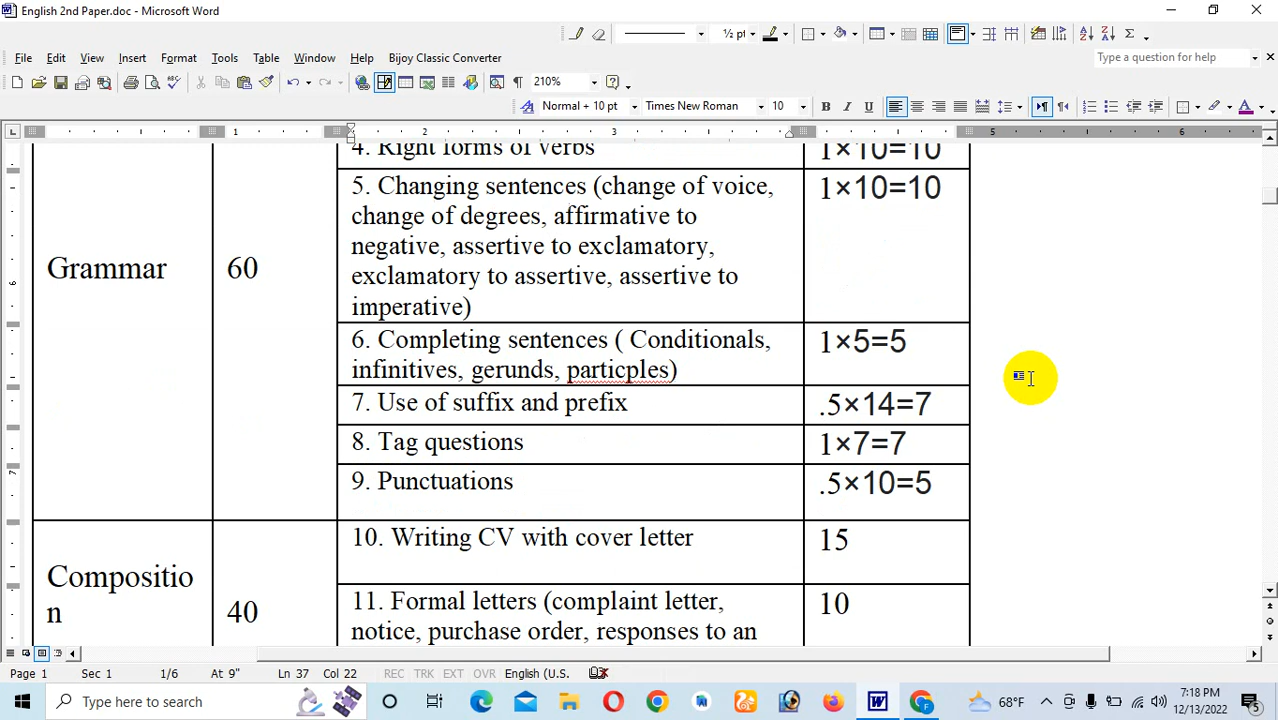 English 2nd Paper.doc - Microsoft Word
File Edit View Insert Format Tools Table Window Help Bijoy Classic Converter
Type a question for help
½ pt
210%
Normal + 10 pt Times New Roman 10
1 2 3 4 5 6
4. Right forms of verbs 1×10=10
5. Changing sentences (change of voice, 1×10=10
change of degrees, affirmative to
negative, assertive to exclamatory,
Grammar 60
exclamatory to assertive, assertive to
imperative)
6. Completing sentences ( Conditionals, 1×5=5
infinitives, gerunds, particples)
7. Use of suffix and prefix .5×14=7
8. Tag questions 1×7=7
9. Punctuations .5×10=5
10. Writing CV with cover letter 15
Compositio
n 40
11. Formal letters (complaint letter, 10
notice, purchase order, responses to an
Page 1 Sec 1 1/6 At 9" Ln 37 Col 22 REC TRK EXT OVR English (U.S.
Type here to search
68°F
7:18 PM
12/13/2022
5